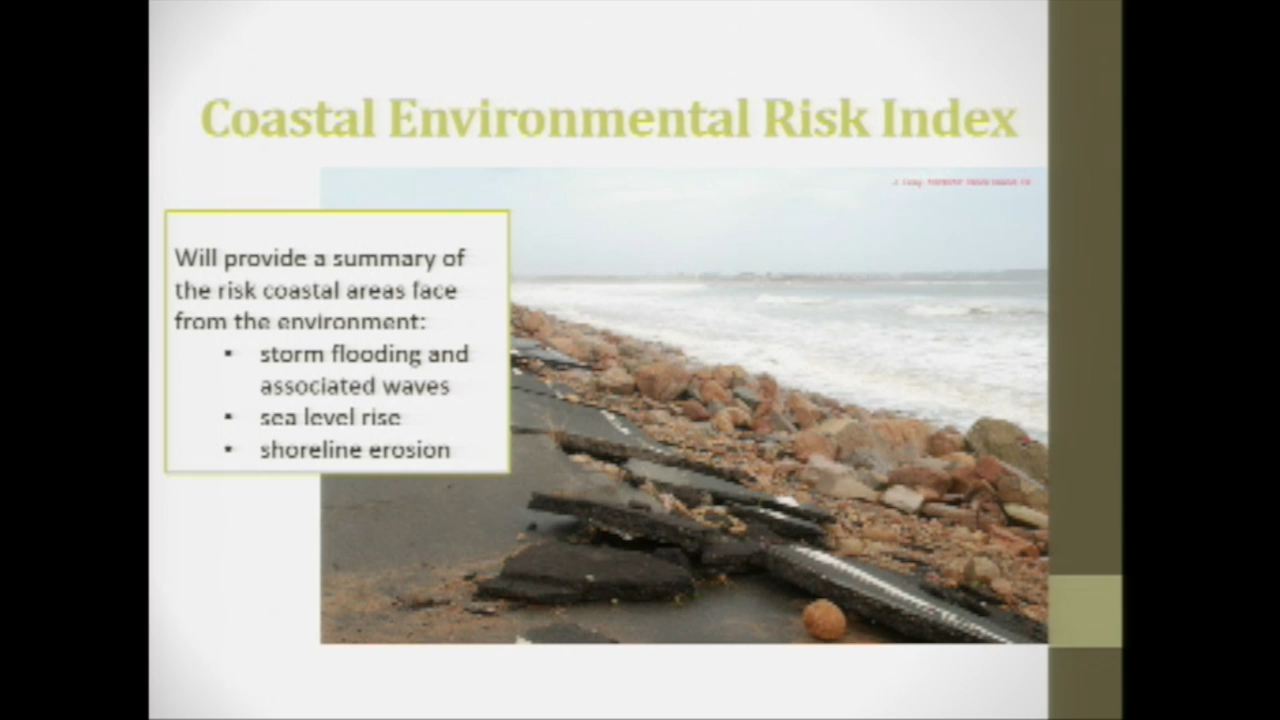 Coastal Environmental Risk Index
Will provide a summary of
the risk coastal areas face
from the environment:
▪ storm flooding and
associated waves
▪ sea level rise
▪ shoreline erosion